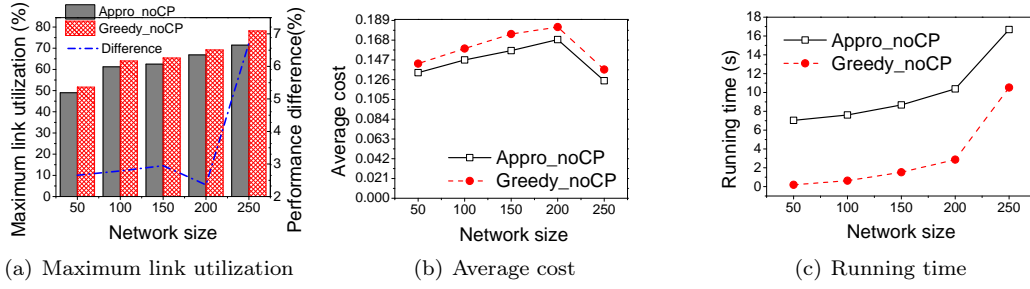 Appro_noCP
Greedy_noCP
Difference
Maximum link utilization (%)
90
80
70
60
50
40
30
20
10
0
7
6
5
4
3
2
Performance difference(%)
50 100 150 200 250
Network size
(a) Maximum link utilization
Average cost
0.189
0.168
0.147
0.126
0.105
0.084
0.063
0.042
0.021
0.000
Appro_noCP
Greedy_noCP
50 100 150 200 250
Network size
(b) Average cost
Running time (s)
18
16
14
12
10
8
6
4
2
0
Appro_noCP
Greedy_noCP
50 100 150 200 250
Network size
(c) Running time